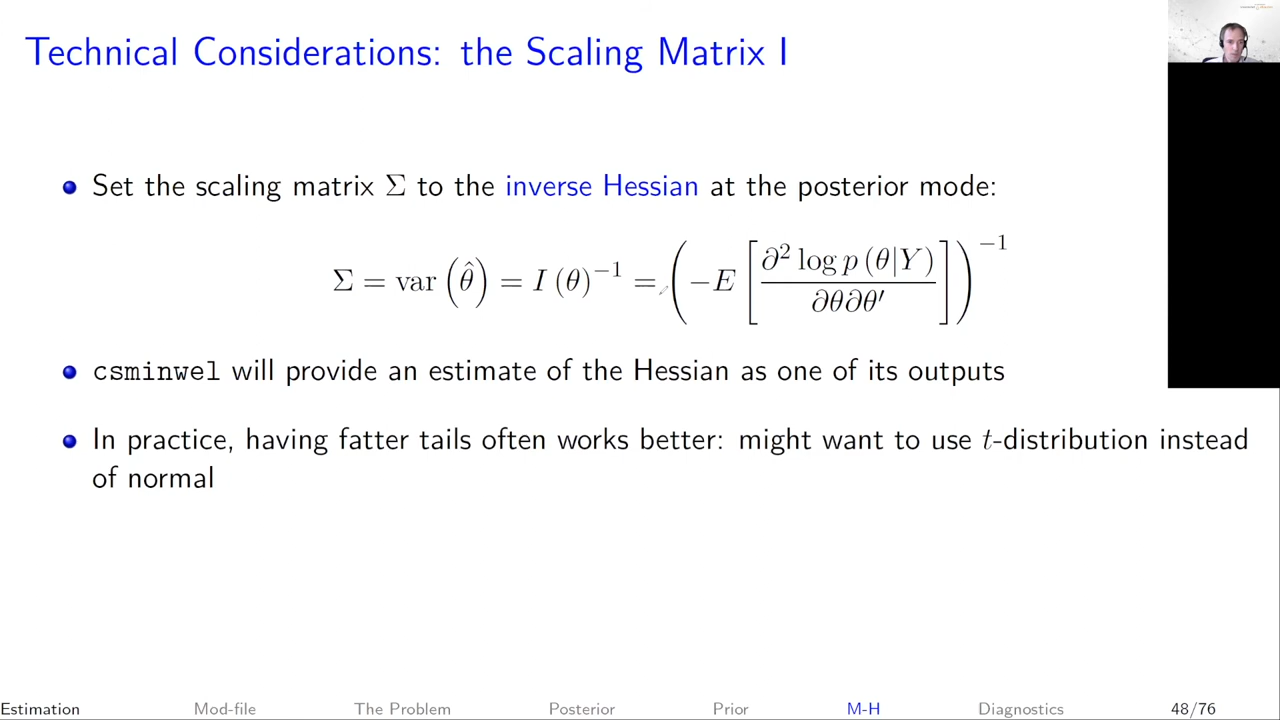 Technical Considerations: the Scaling Matrix I
Set the scaling matrix Σ to the inverse Hessian at the posterior mode:
Σ = var(θ̂) = I(θ)⁻¹ = (−E[∂² log p(θ|Y) / ∂θ∂θ′])⁻¹
csminwel will provide an estimate of the Hessian as one of its outputs
In practice, having fatter tails often works better: might want to use t-distribution instead
of normal
Estimation Mod-file The Problem Posterior Prior M-H Diagnostics 48/76